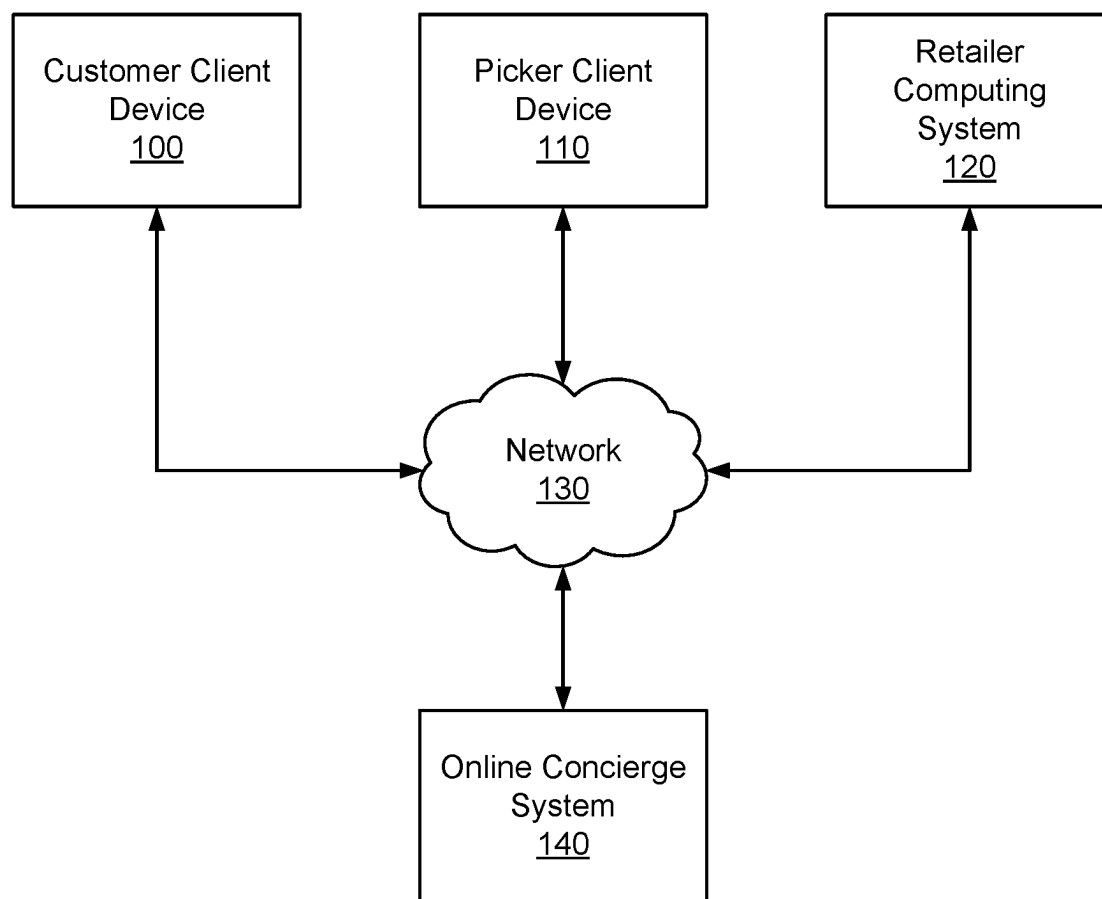 Customer Client
Device
100
Picker Client
Device
110
Retailer
Computing
System
120
Network
130
Online Concierge
System
140